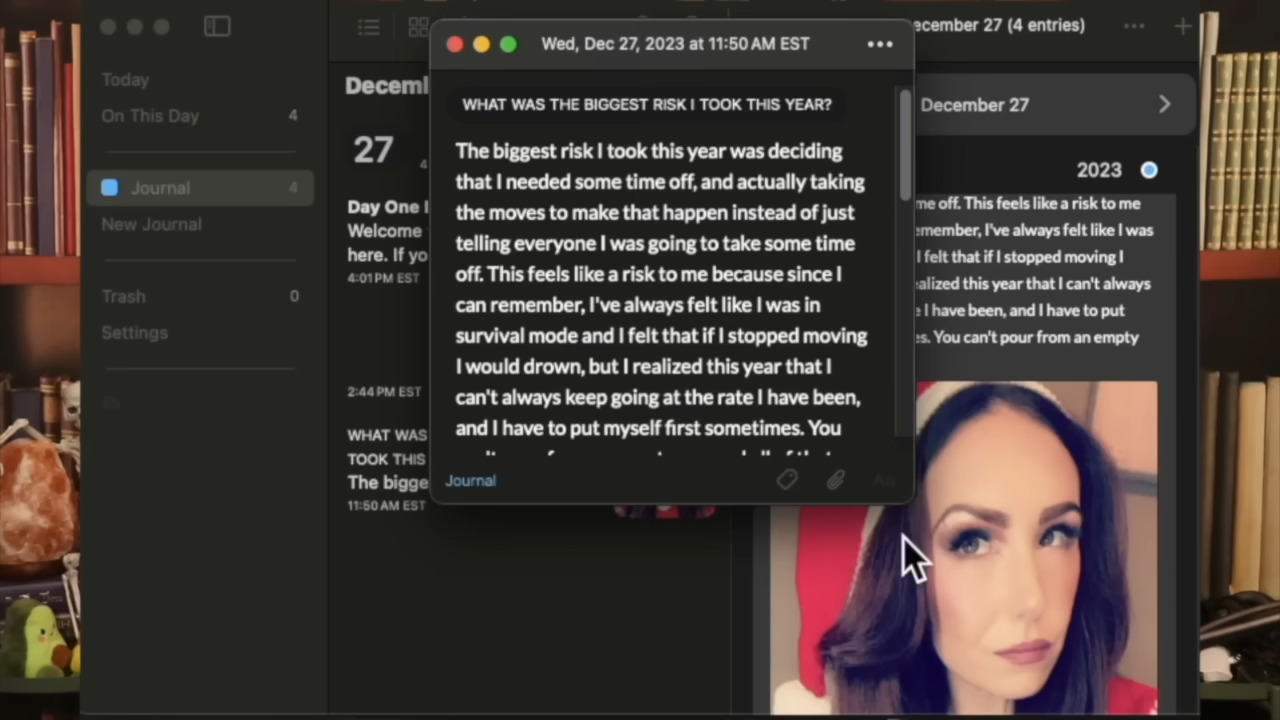 Today
On This Day 4
Journal 4
New Journal
Trash 0
Settings
27
Day One
Welcome
here. If yo
4:01 PM EST
2:44 PM EST
WHAT WAS
TOOK THIS
The bigge
11:50 AM EST
Wed, Dec 27, 2023 at 11:50 AM EST
WHAT WAS THE BIGGEST RISK I TOOK THIS YEAR?
The biggest risk I took this year was deciding
that I needed some time off, and actually taking
the moves to make that happen instead of just
telling everyone I was going to take some time
off. This feels like a risk to me because since I
can remember, I've always felt like I was in
survival mode and I felt that if I stopped moving
I would drown, but I realized this year that I
can't always keep going at the rate I have been,
and I have to put myself first sometimes. You
Journal
Aa
ecember 27 (4 entries)
December 27
2023
me off. This feels like a risk to me
emember, I've always felt like I was
I felt that if I stopped moving I
ealized this year that I can't always
e I have been, and I have to put
es. You can't pour from an empty